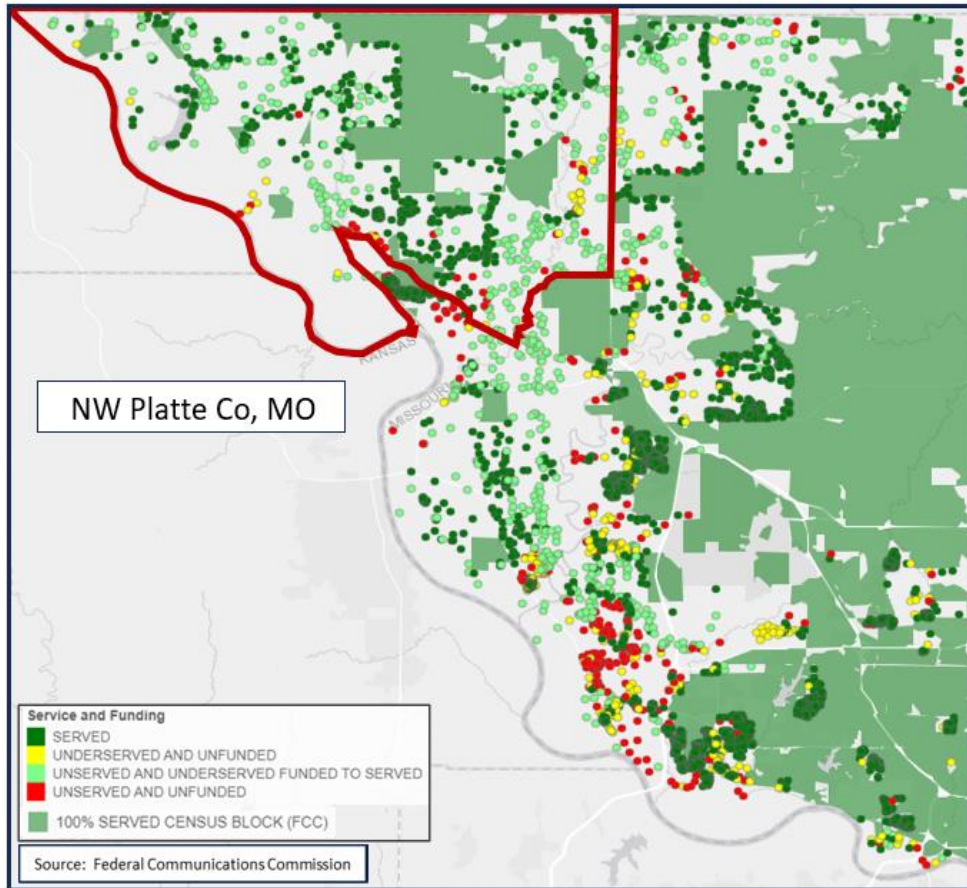 KANSAS
MISSOURI
NW Platte Co, MO
Service and Funding
SERVED
UNDERSERVED AND UNFUNDED
UNSERVED AND UNDERSERVED FUNDED TO SERVED
UNSERVED AND UNFUNDED
100% SERVED CENSUS BLOCK (FCC)
Source: Federal Communications Commission